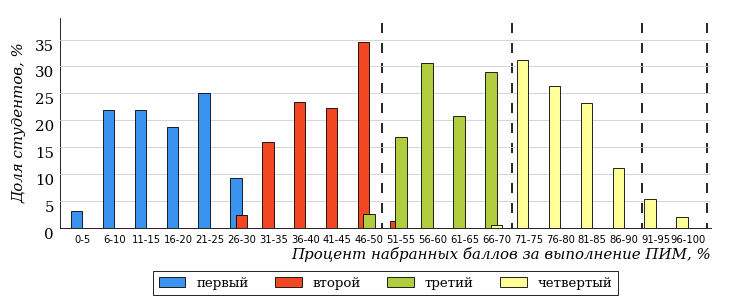 Доля студентов, %
35
30
25
20
15
10
5
0
0-5 6-10 11-15 16-20 21-25 26-30 31-35 36-40 41-45 46-50 51-55 56-60 61-65 66-70 71-75 76-80 81-85 86-90 91-95 96-100
Процент набранных баллов за выполнение ПИМ, %
первый второй третий четвертый